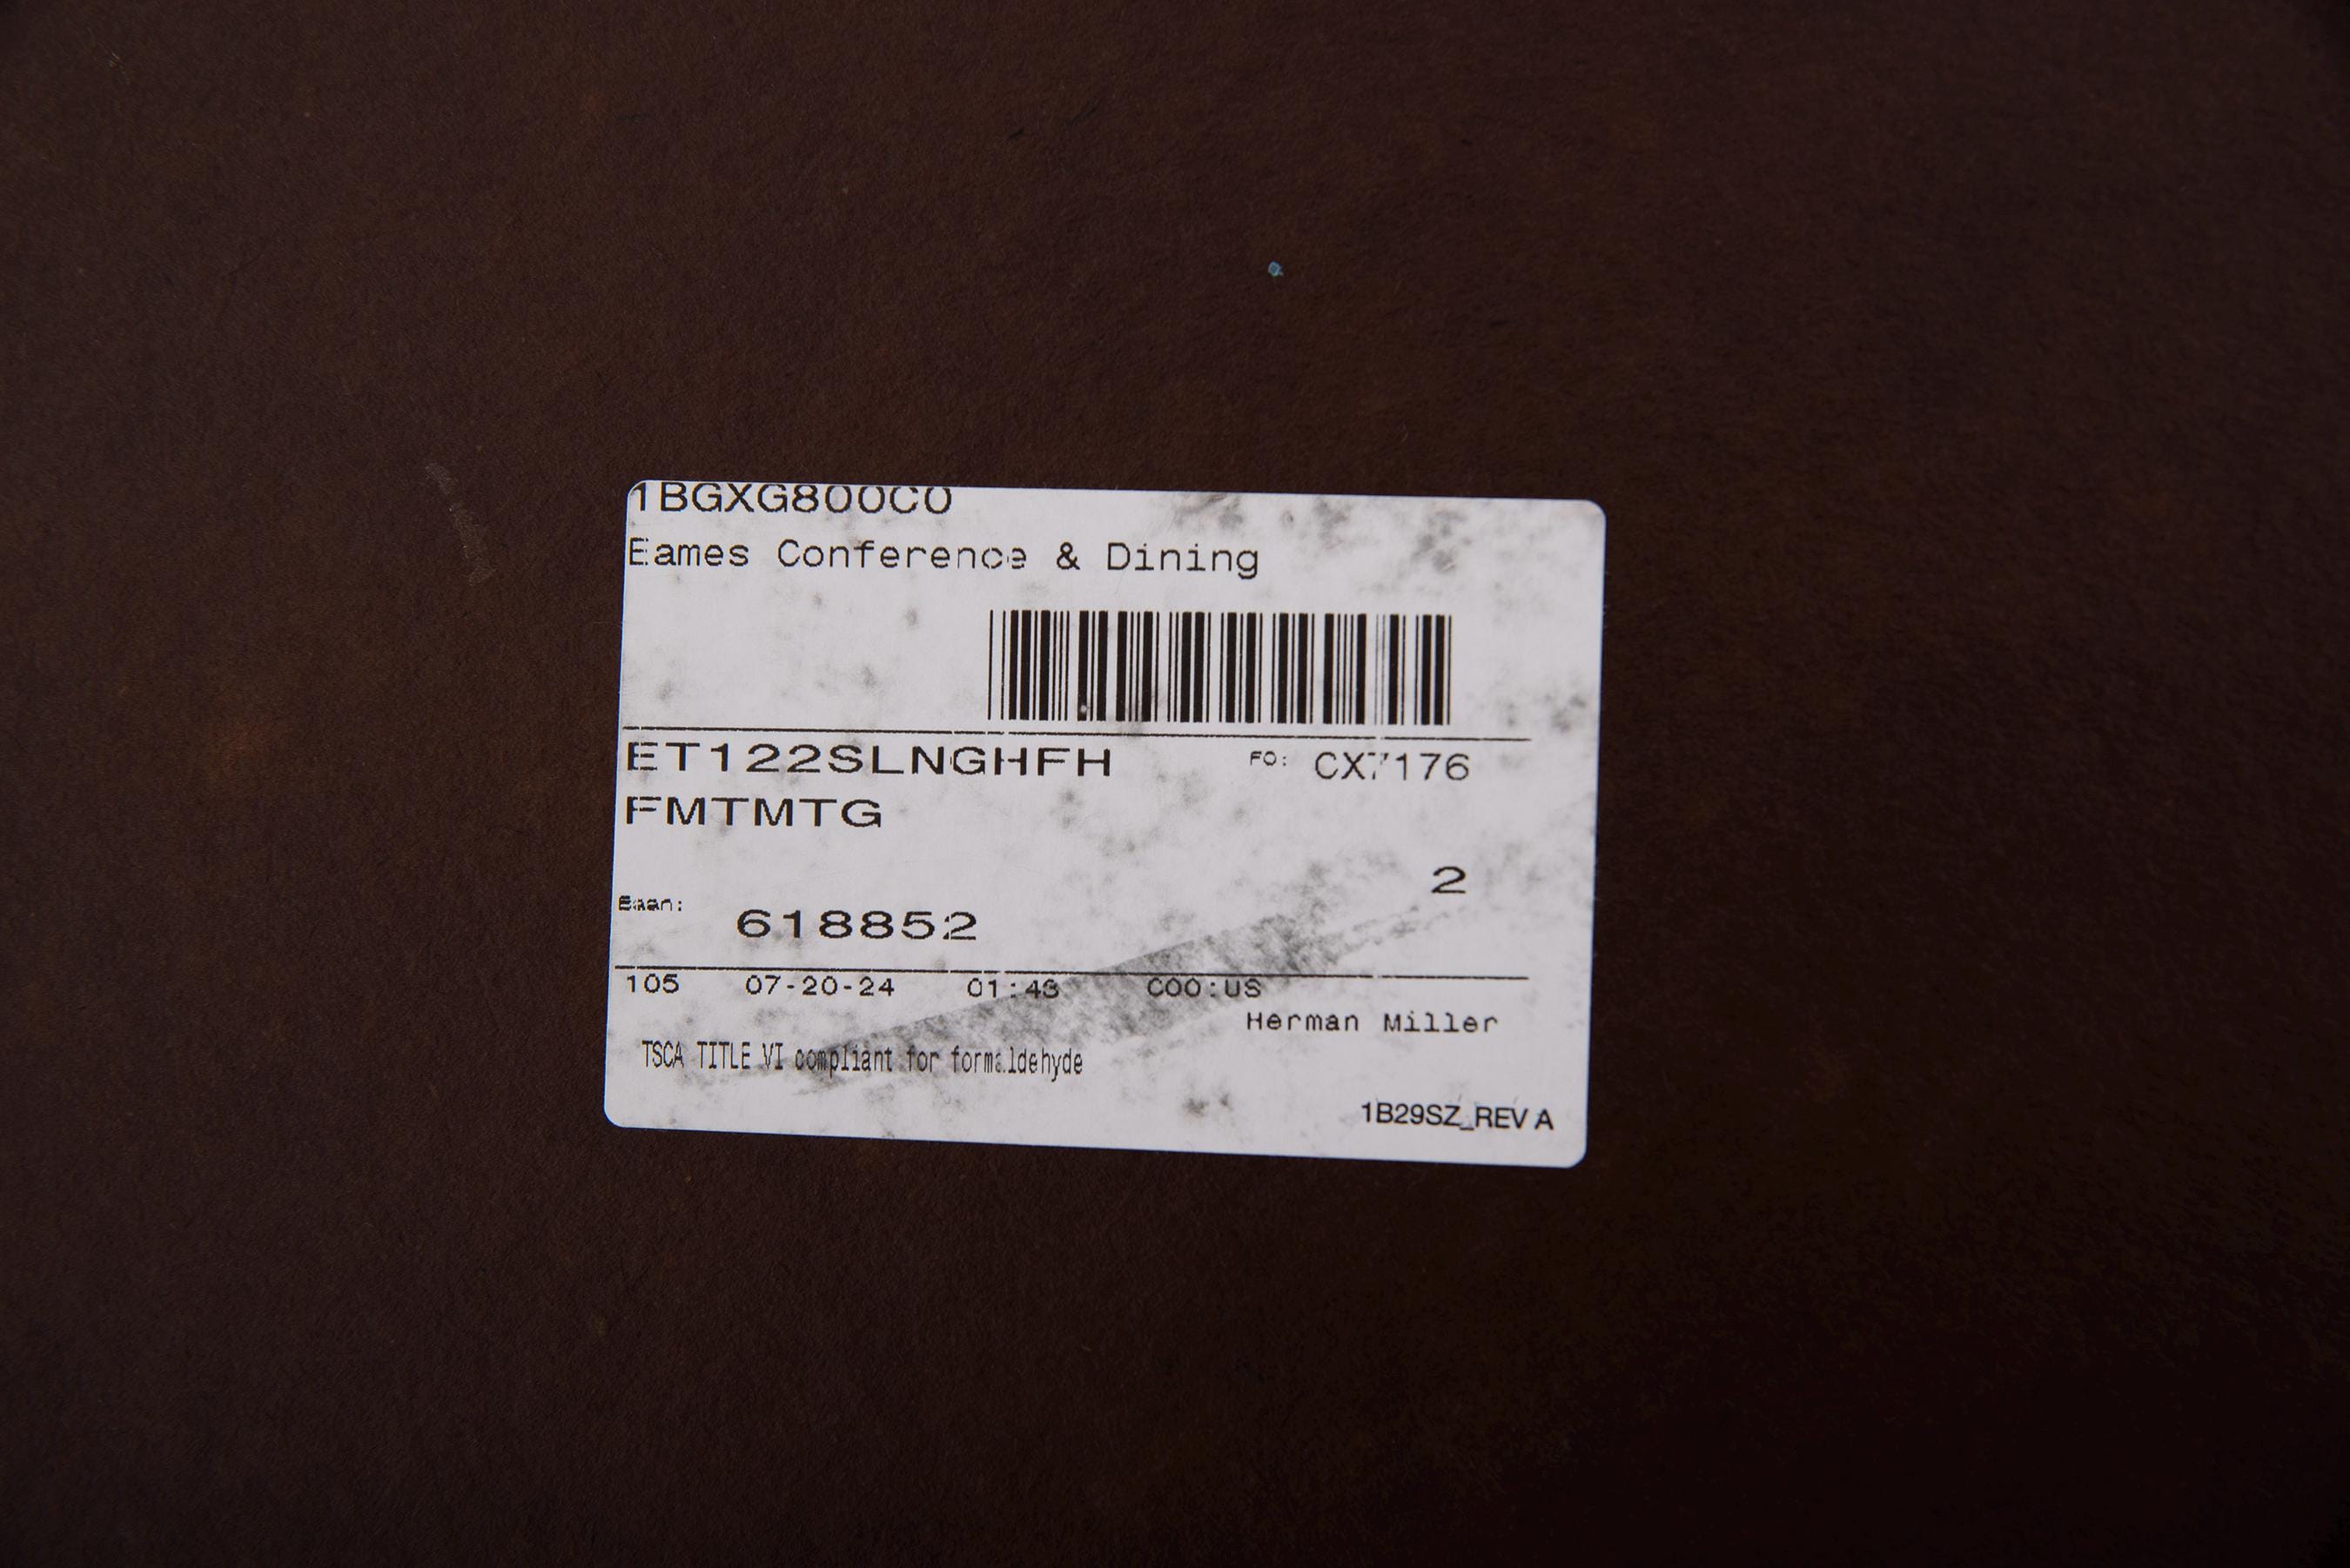 1BGXG800C0
Eames Conference & Dining
ET122SLNGHFH FO: CX7176
FMTMTG
2
Baan: 618852
105 07-20-24 01:43 COO:US
Herman Miller
TSCA TITLE VI compliant for formaldehyde
1B29SZ_REV A